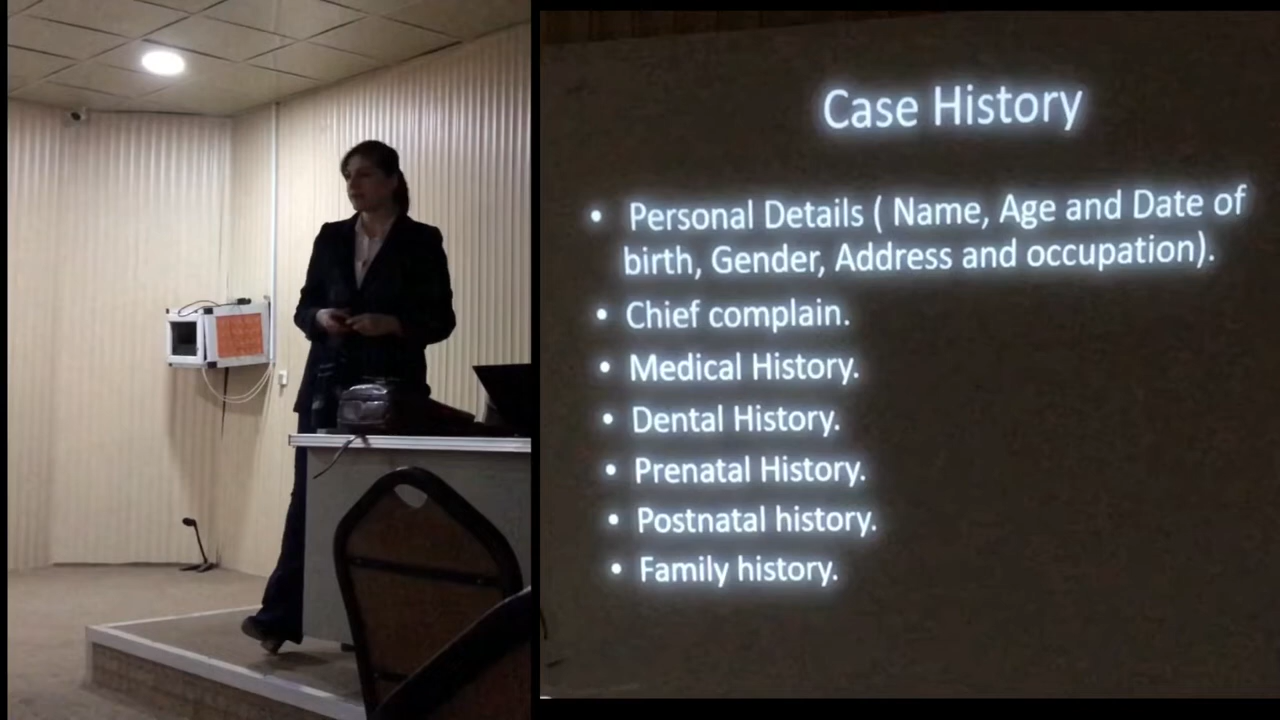 Case History
• Personal Details ( Name, Age and Date of
birth, Gender, Address and occupation).
• Chief complain.
• Medical History.
• Dental History.
• Prenatal History.
• Postnatal history.
• Family history.